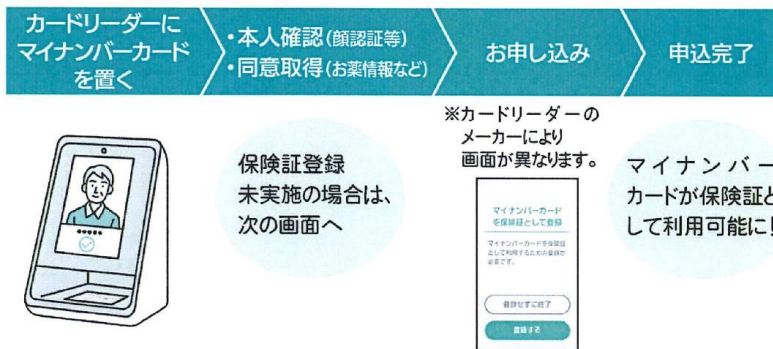 カードリーダーに
マイナンバーカード
を置く
・本人確認(顔認証等)
・同意取得(お薬情報など)
お申し込み
申込完了
保険証登録
未実施の場合は、
次の画面へ
※カードリーダーの
メーカーにより
画面が異なります。
マイナンバーカード
を保険証として登録
マイナンバーカードを保険証
として利用するための登録が
必要です。
登録せずに終了
登録する
マイナンバー
カードが保険証と
して利用可能に!